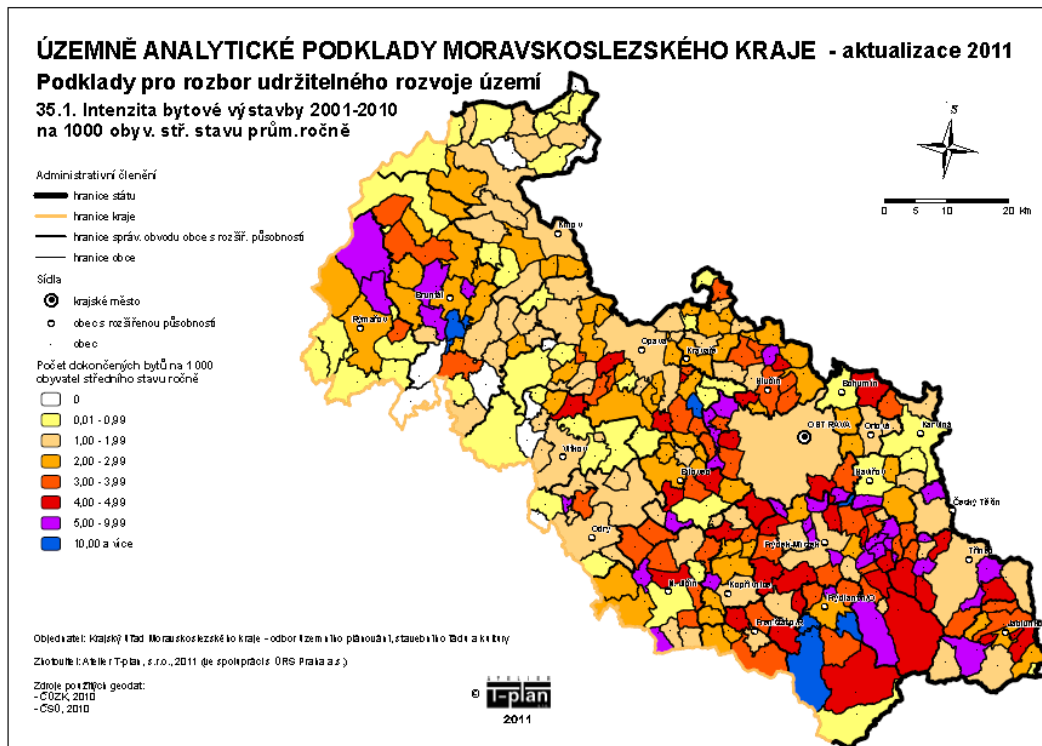 ÚZEMNĚ ANALYTICKÉ PODKLADY MORAVSKOSLEZSKÉHO KRAJE - aktualizace 2011
Podklady pro rozbor udržitelného rozvoje území
35.1. Intenzita bytové výstavby 2001-2010
na 1000 obyv. stř. stavu prům.ročně
S
Administrativní členění
hranice státu
hranice kraje
hranice správ. obvodu obce s rozšíř. působností
hranice obce
0 5 10 20 Km
Sídla
krajské město
obec s rozšířenou působností
obec
Počet dokončených bytů na 1 000
obyvatel středního stavu ročně
0
0,01 - 0,99
1,00 - 1,99
2,00 - 2,99
3,00 - 3,99
4,00 - 4,99
5,00 - 9,99
10,00 a více
Krnov
Bruntál
Rýmařov
Opava
Kravaře
Hlučín
Bohumín
OSTRAVA
Orlová
Karviná
Vítkov
Bílovec
Havířov
Český Těšín
Odry
Frýdek-Místek
Třinec
N.Jičín
Kopřivnice
Frýdlant n/O
Frenštát p/R
Objednatel: Krajský úřad Moravskoslezského kraje - odbor územního plánování, stavebního řádu a kultury
Zhotovitel: Atelier T-plan, s.r.o., 2011 (ve spolupráci s ÚRS Praha a.s.)
Zdroje použitých geodat:
- ČÚZK, 2010
- ČSÚ, 2010
© ATELIER
T-plan
2011